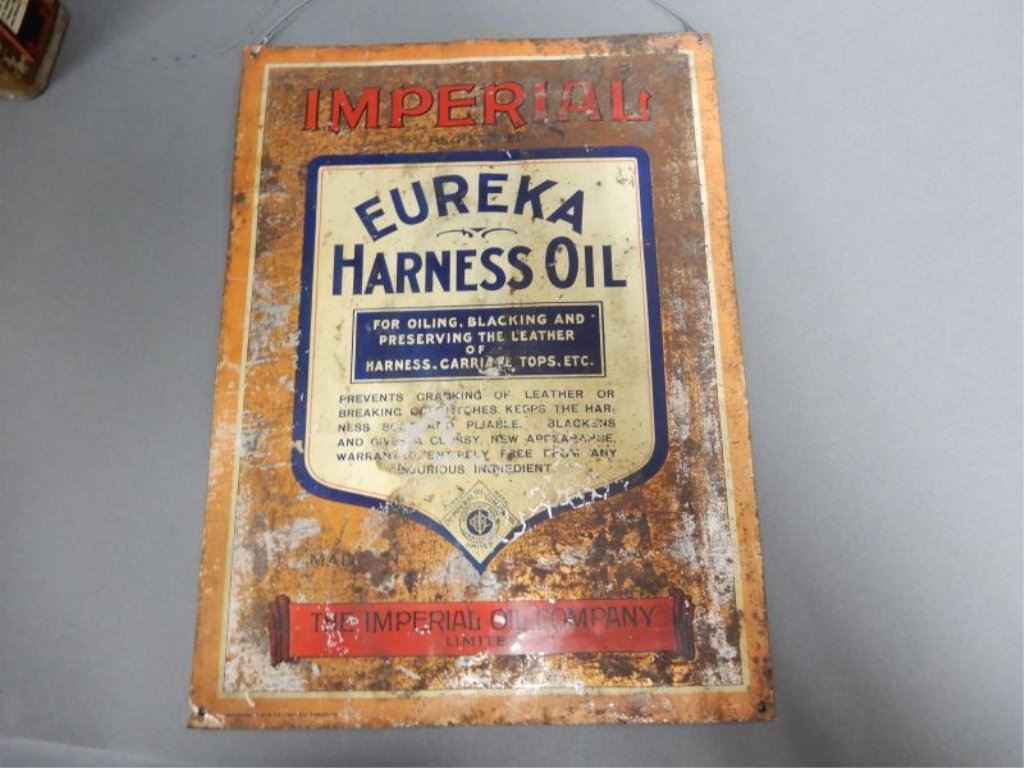 IMPERIAL
REGISTERED
EUREKA
HARNESS OIL
FOR OILING, BLACKING AND
PRESERVING THE LEATHER
OF
HARNESS, CARRIAGE TOPS, ETC.
PREVENTS CRACKING OF LEATHER OR
BREAKING OF STITCHES. KEEPS THE HAR-
NESS SOFT AND PLIABLE. BLACKENS
AND GIVES A GLOSSY, NEW APPEARANCE.
WARRANTED ENTIRELY FREE FROM ANY
INJURIOUS INGREDIENT.
LIMITED
THE IMPERIAL OIL COMPANY
LIMITED